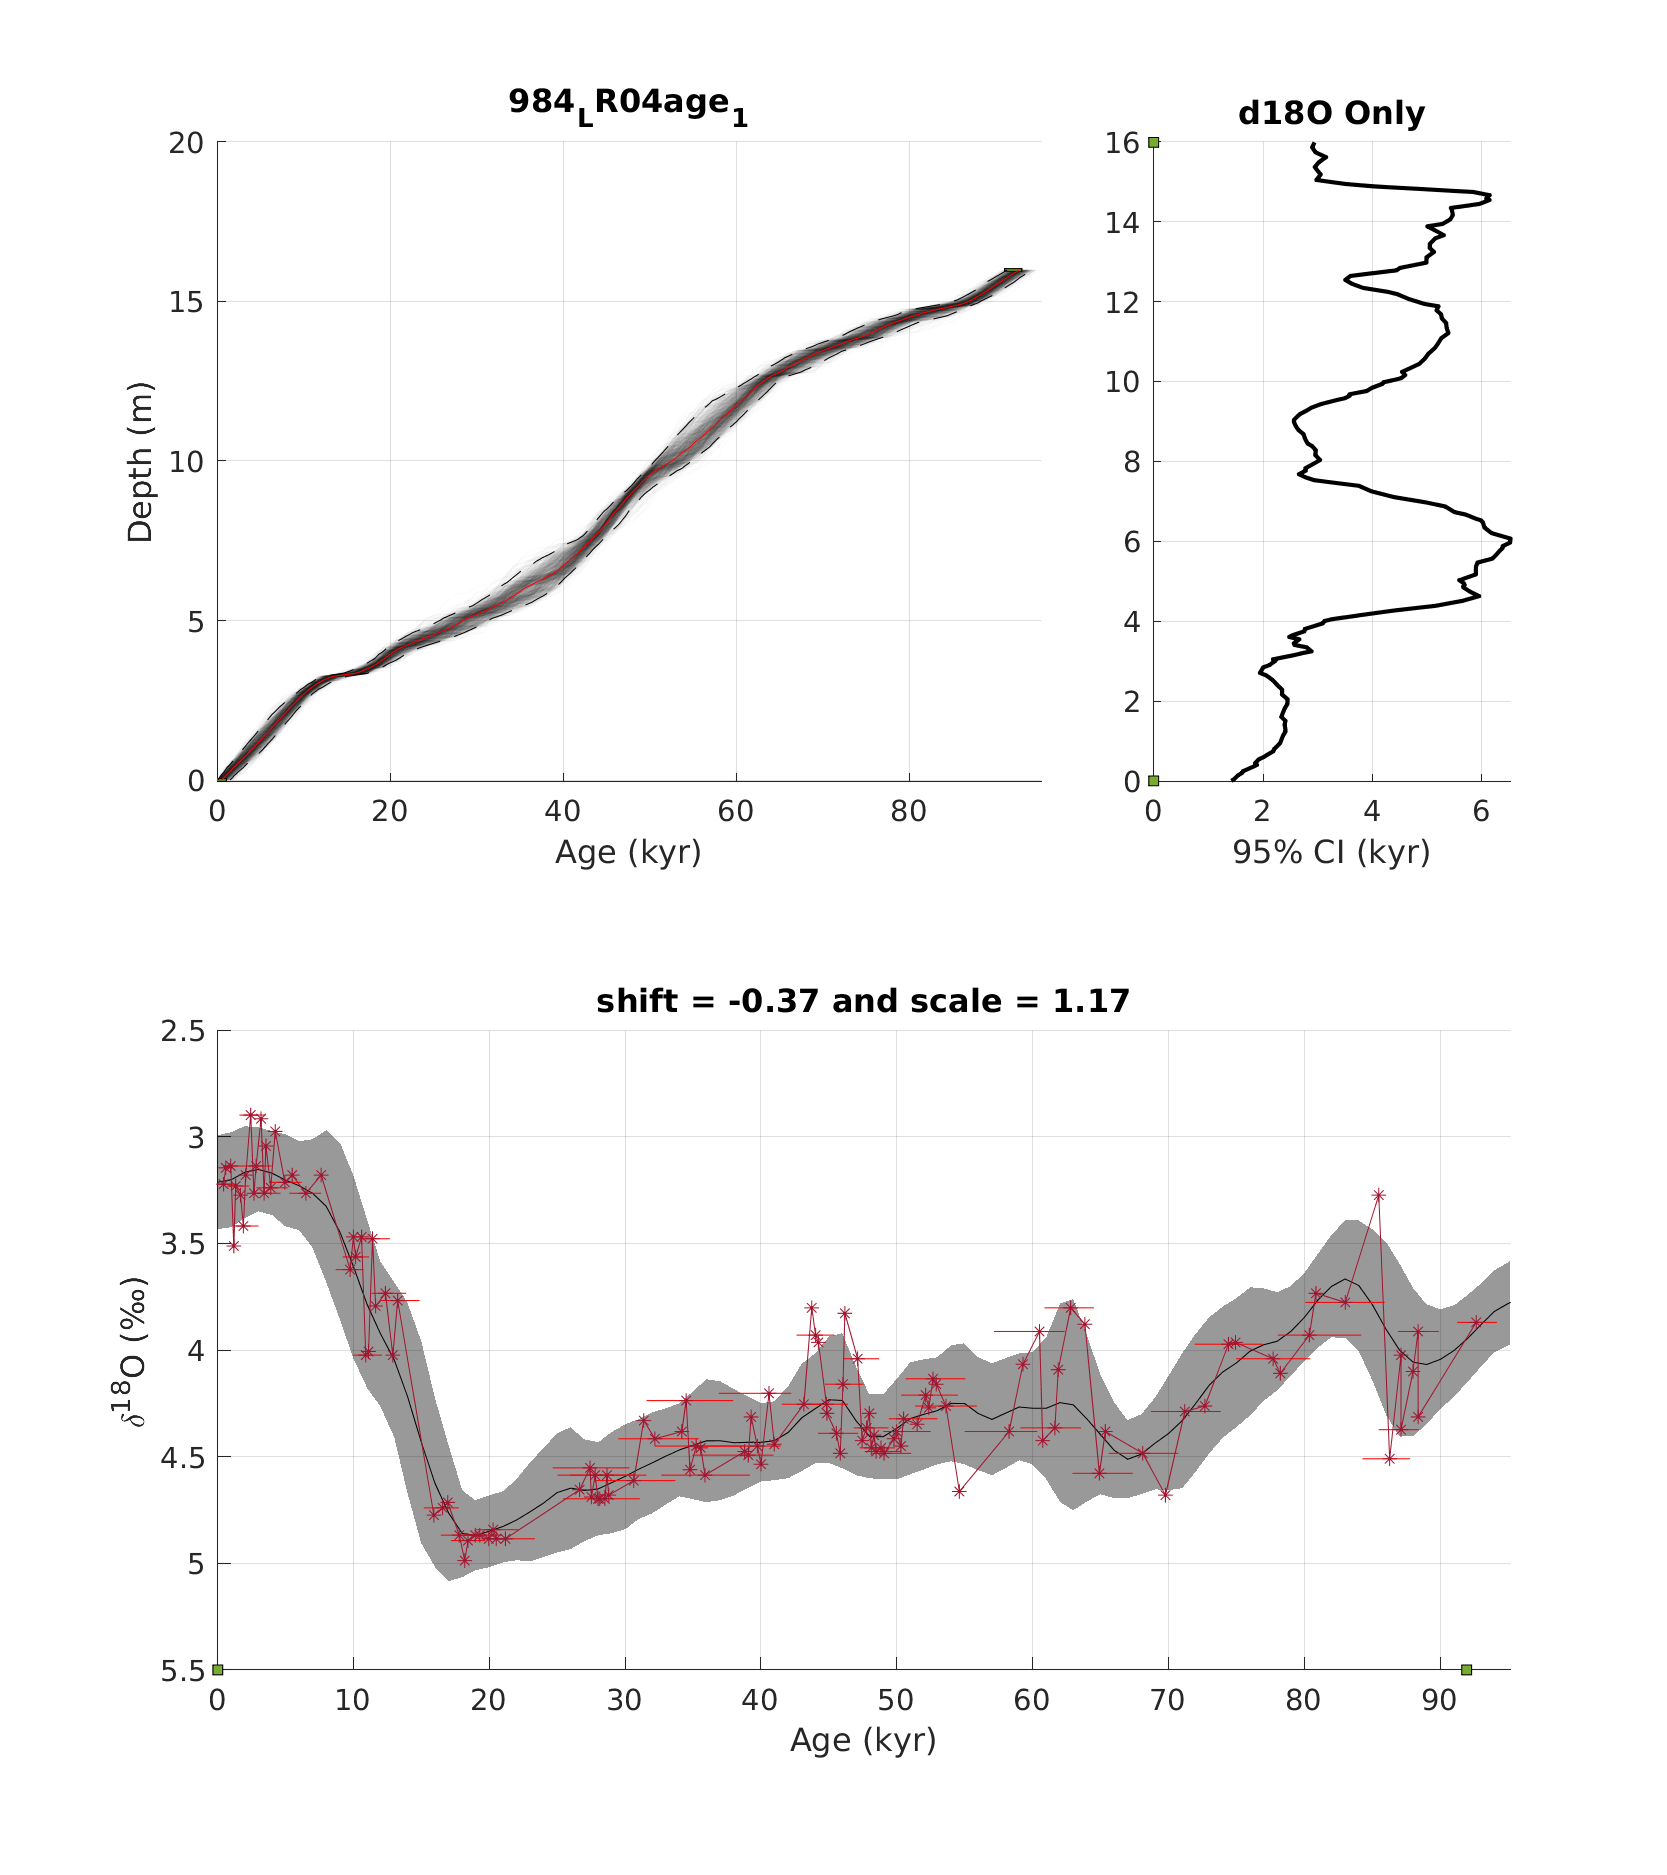 984LR04age1
20
15
10
5
0
0 20 40 60 80
Depth (m)
Age (kyr)
d18O Only
16
14
12
10
8
6
4
2
0
0 2 4 6
95% CI (kyr)
shift = -0.37 and scale = 1.17
2.5
3
3.5
4
4.5
5
5.5
0 10 20 30 40 50 60 70 80 90
δ18O (‰)
Age (kyr)